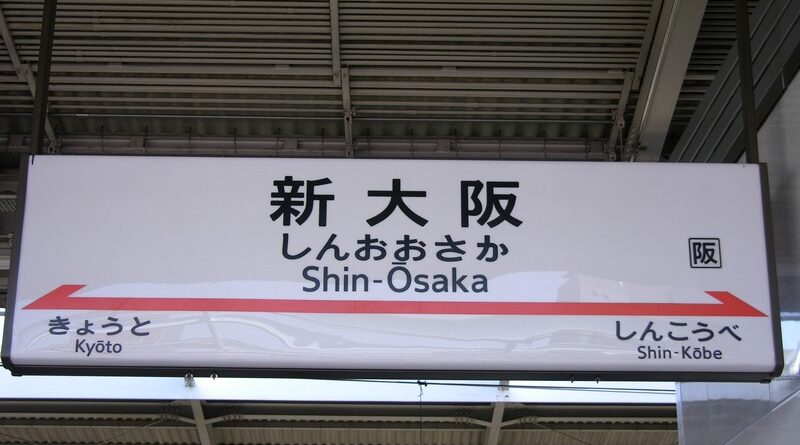 新大阪
しんおおさか
阪
Shin-Ōsaka
きょうと
Kyōto
しんこうべ
Shin-Kōbe